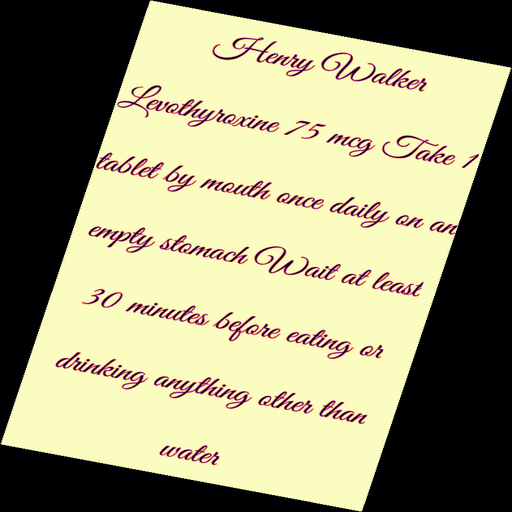 Henry Walker
Levothyroxine 75 mcg Take 1
tablet by mouth once daily on an
empty stomach Wait at least
30 minutes before eating or
drinking anything other than
water